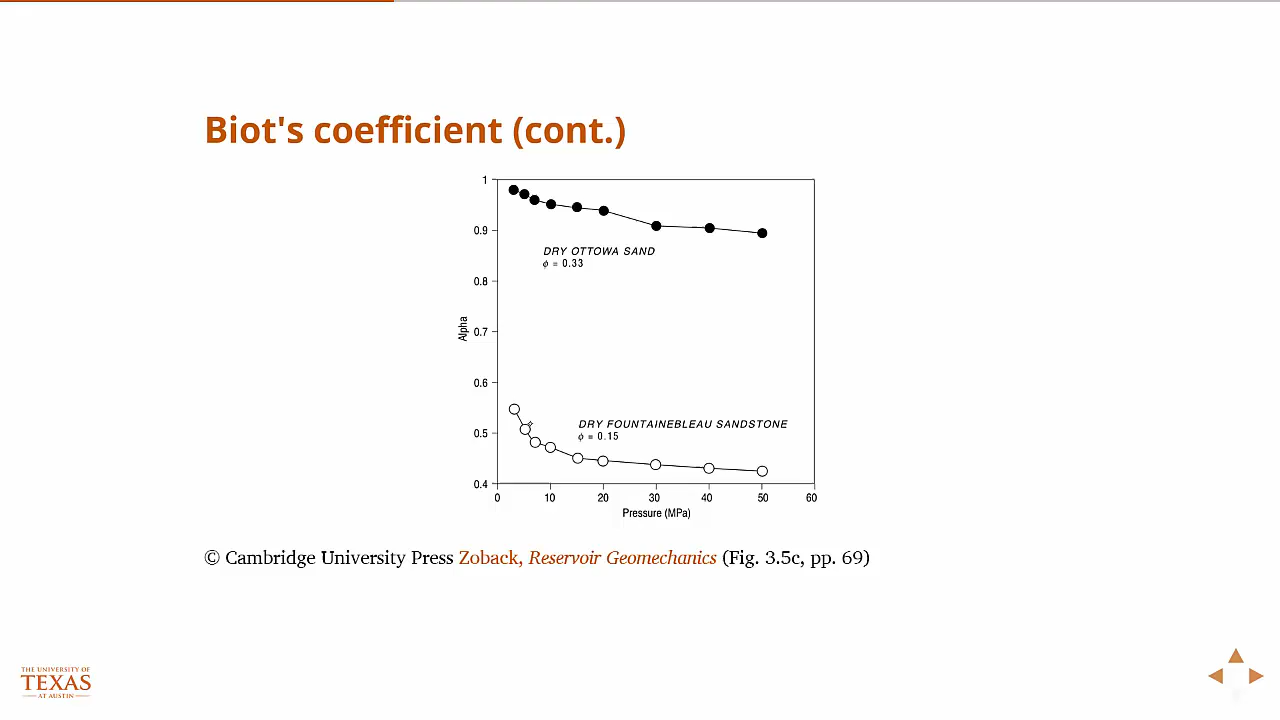 Biot's coefficient (cont.)
1
0.9
0.8
0.7
0.6
0.5
0.4
Alpha
DRY OTTOWA SAND
ϕ = 0.33
DRY FOUNTAINEBLEAU SANDSTONE
ϕ = 0.15
0 10 20 30 40 50 60
Pressure (MPa)
© Cambridge University Press Zoback, Reservoir Geomechanics (Fig. 3.5c, pp. 69)
THE UNIVERSITY OF
TEXAS
AT AUSTIN